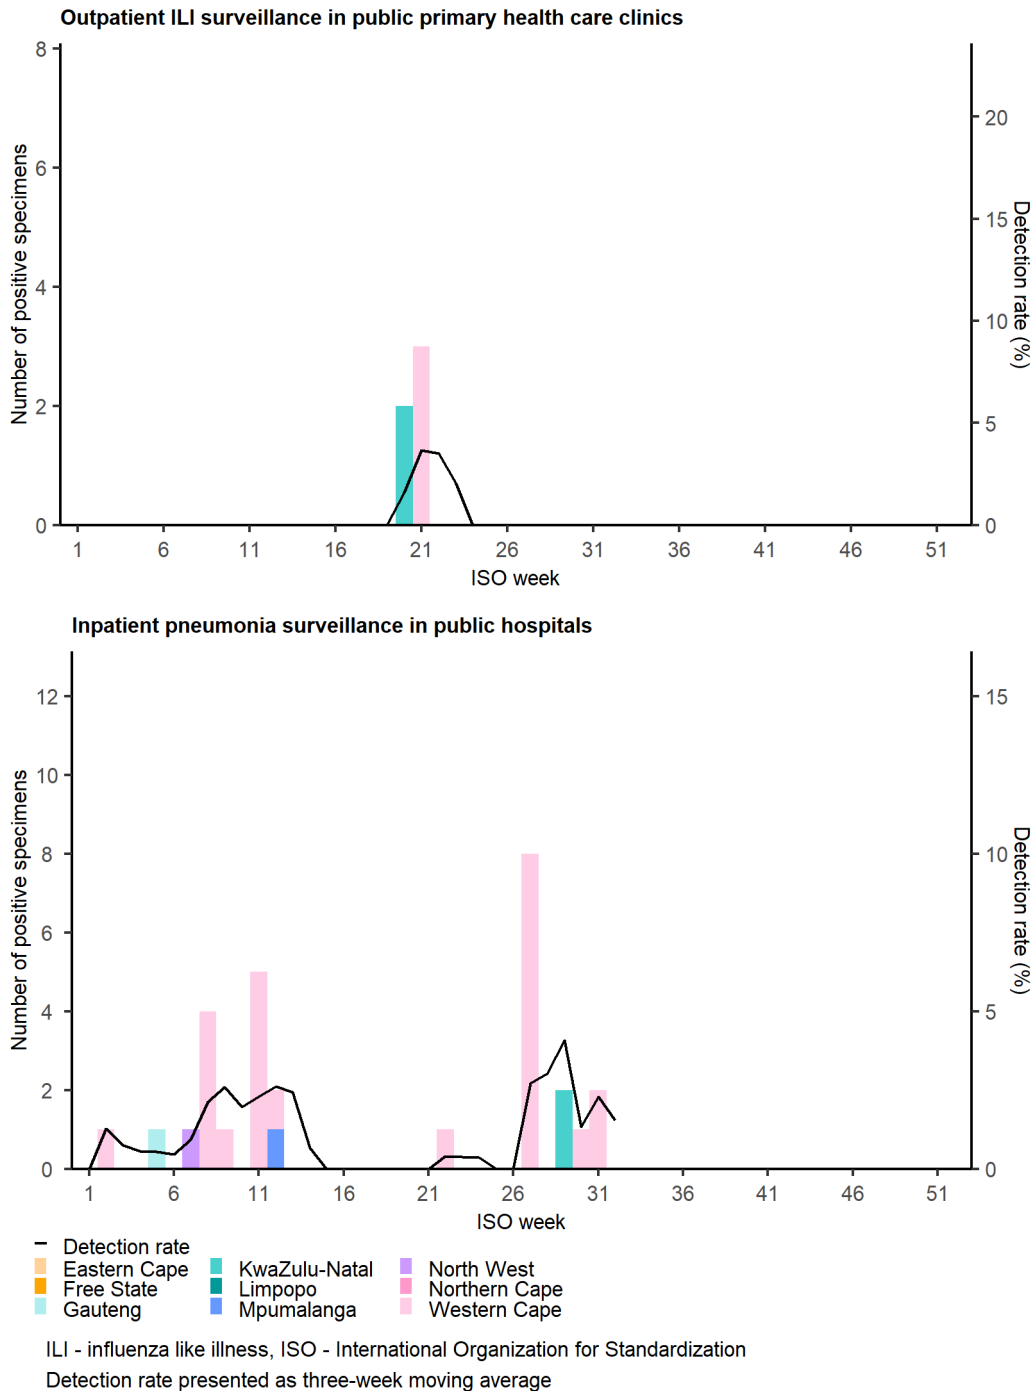 Outpatient ILI surveillance in public primary health care clinics
8
6
4
2
0
Number of positive specimens
20
15
10
5
0
Detection rate (%)
1 6 11 16 21 26 31 36 41 46 51
ISO week
Inpatient pneumonia surveillance in public hospitals
12
10
8
6
4
2
0
Number of positive specimens
15
10
5
0
Detection rate (%)
1 6 11 16 21 26 31 36 41 46 51
ISO week
Detection rate
Eastern Cape KwaZulu-Natal North West
Free State Limpopo Northern Cape
Gauteng Mpumalanga Western Cape
ILI - influenza like illness, ISO - International Organization for Standardization
Detection rate presented as three-week moving average